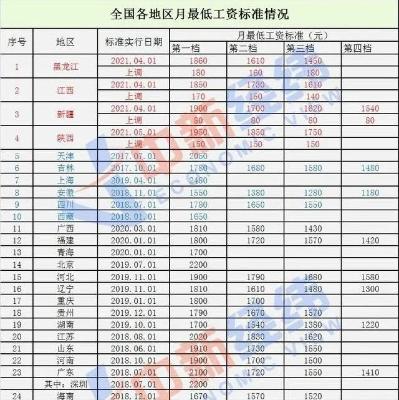 全国各地区月最低工资标准情况
序号 地区 标准实行日期 月最低工资标准（元）
第一档 第二档 第三档 第四档
1 黑龙江 2021.04.01 1860 1610 1450
上调 180 160 180
2 江西 2021.04.01 1850 1730 1610
上调 170 150 140
3 新疆 2021.04.01 1900 1700 1620 1540
上调 80 80 80 80
4 陕西 2021.05.01 1950 1850 1750
上调 150 150 150
5 天津 2017.07.01 2050
6 吉林 2017.10.01 1780 1680 1580 1480
7 上海 2019.04.01 2480
8 安徽 2018.11.01 1550 1380 1280 1180
9 四川 2018.07.01 1780 1650 1550
10 西藏 2018.01.01 1650
11 广西 2020.03.01 1810 1580 1430
12 福建 2020.01.01 1800 1720 1570 1420
13 青海 2020.01.01 1700
14 北京 2019.07.01 2200
15 河北 2019.11.01 1900 1790 1680 1580
16 辽宁 2019.11.01 1810 1610 1480 1300
17 重庆 2019.01.01 1800 1700
18 贵州 2019.12.01 1790 1670 1570
19 湖南 2019.10.01 1700 1540 1380 1220
20 江苏 2018.08.01 2020 1830 1620
21 山东 2018.06.01 1910 1730 1550
22 河南 2018.10.01 1900 1700 1500
23 广东 2018.07.01 2100 1720 1550 1410
其中：深圳 2018.07.01 2200
24 海南 2018.12.01 1670 1570 1520
中新经纬
ECONOMIC VIEW